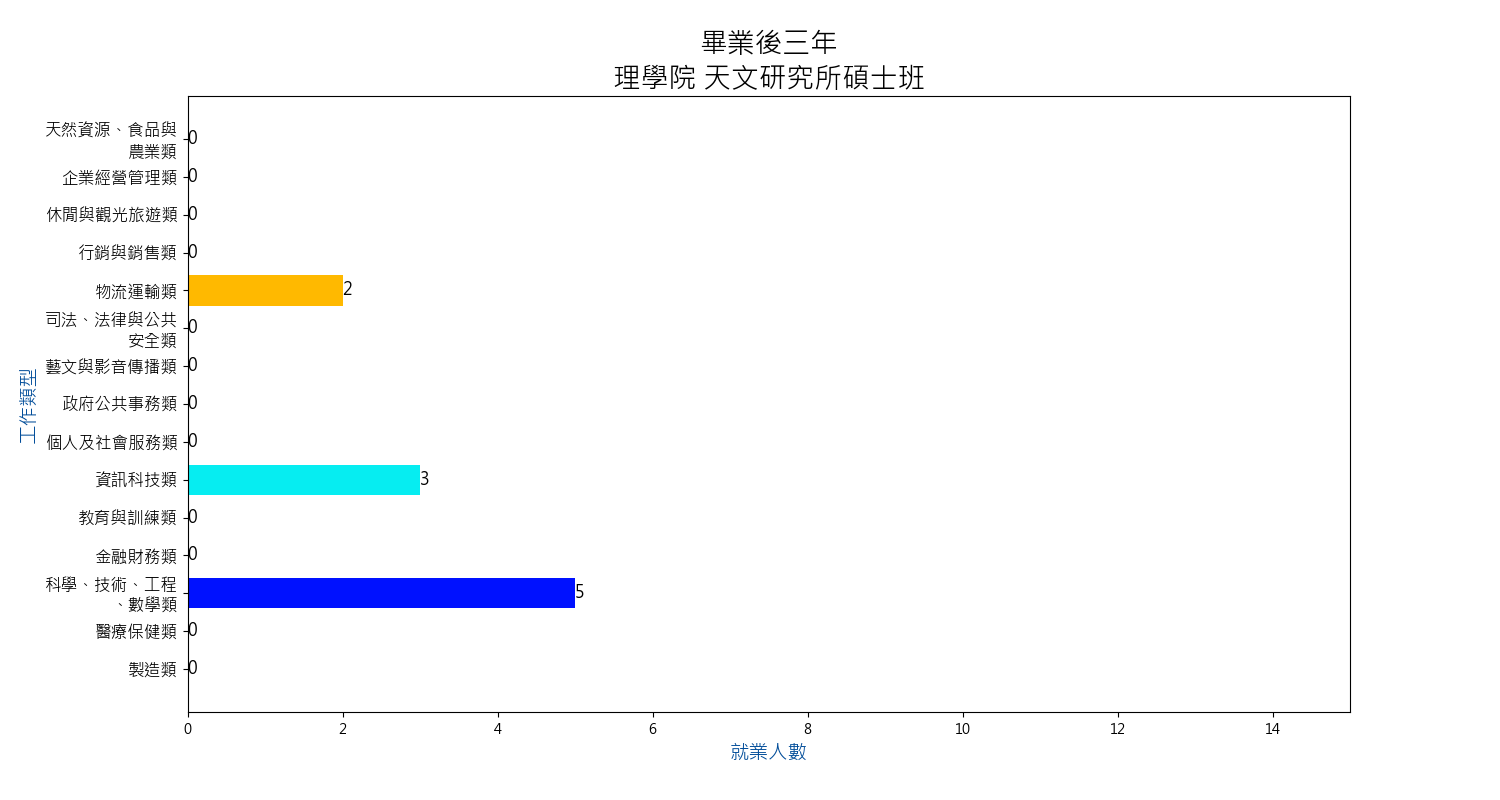 畢業後三年
理學院 天文研究所碩士班
天然資源、食品與
農業類
0
企業經營管理類
0
休閒與觀光旅遊類
0
行銷與銷售類
0
物流運輸類
2
司法、法律與公共
安全類
0
藝文與影音傳播類
0
政府公共事務類
0
個人及社會服務類
0
資訊科技類
3
教育與訓練類
0
金融財務類
0
科學、技術、工程
、數學類
5
醫療保健類
0
製造類
0
工作類型
0 2 4 6 8 10 12 14
就業人數